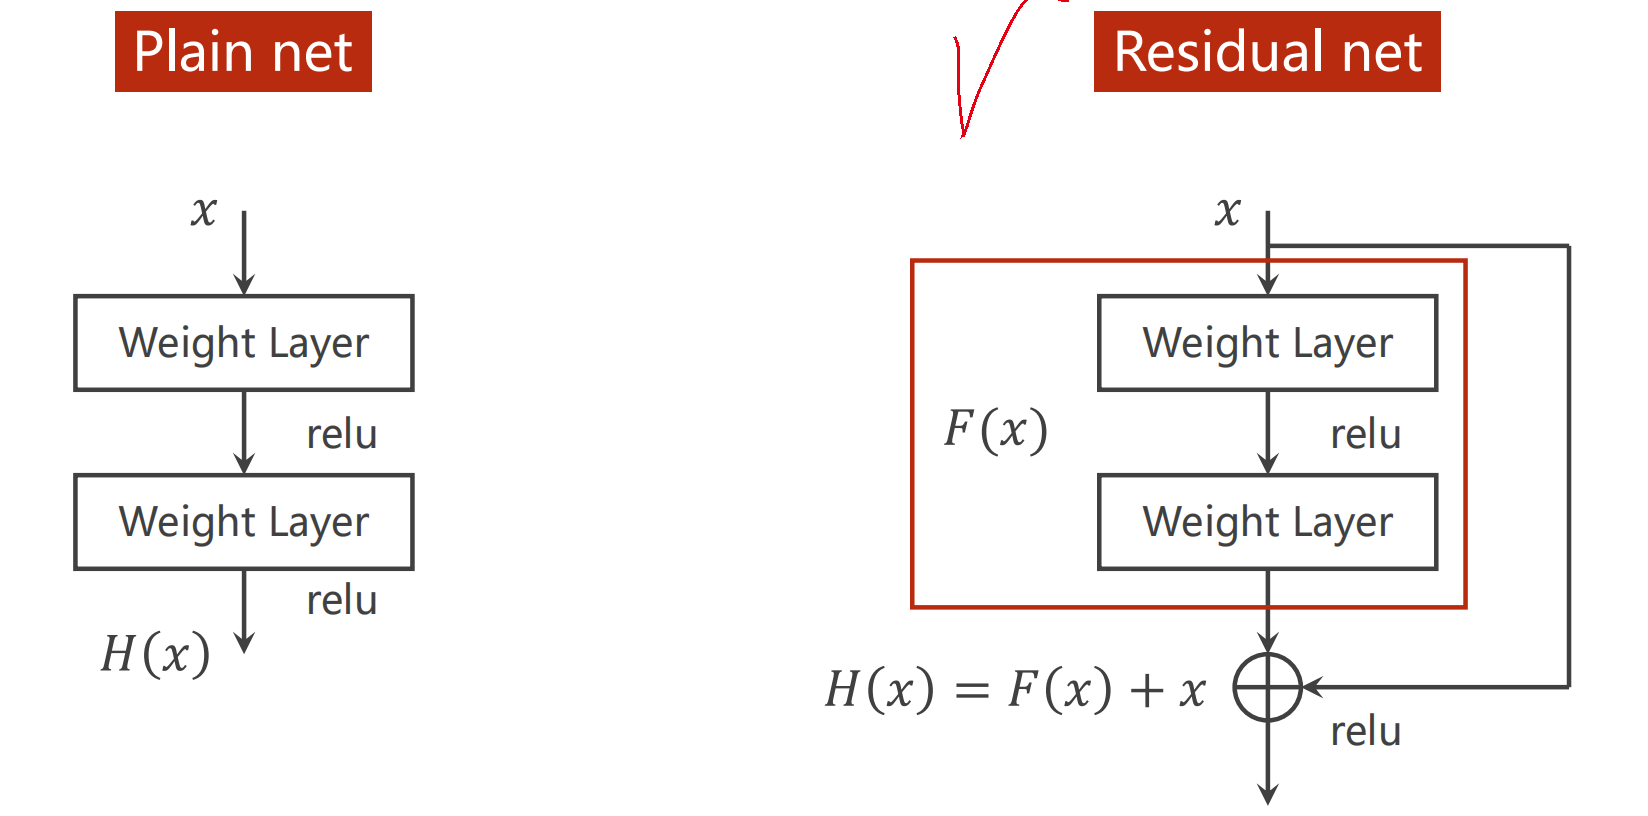 Plain net
x
Weight Layer
relu
Weight Layer
relu
H(x)
Residual net
x
Weight Layer
F(x)
relu
Weight Layer
H(x) = F(x) + x
relu